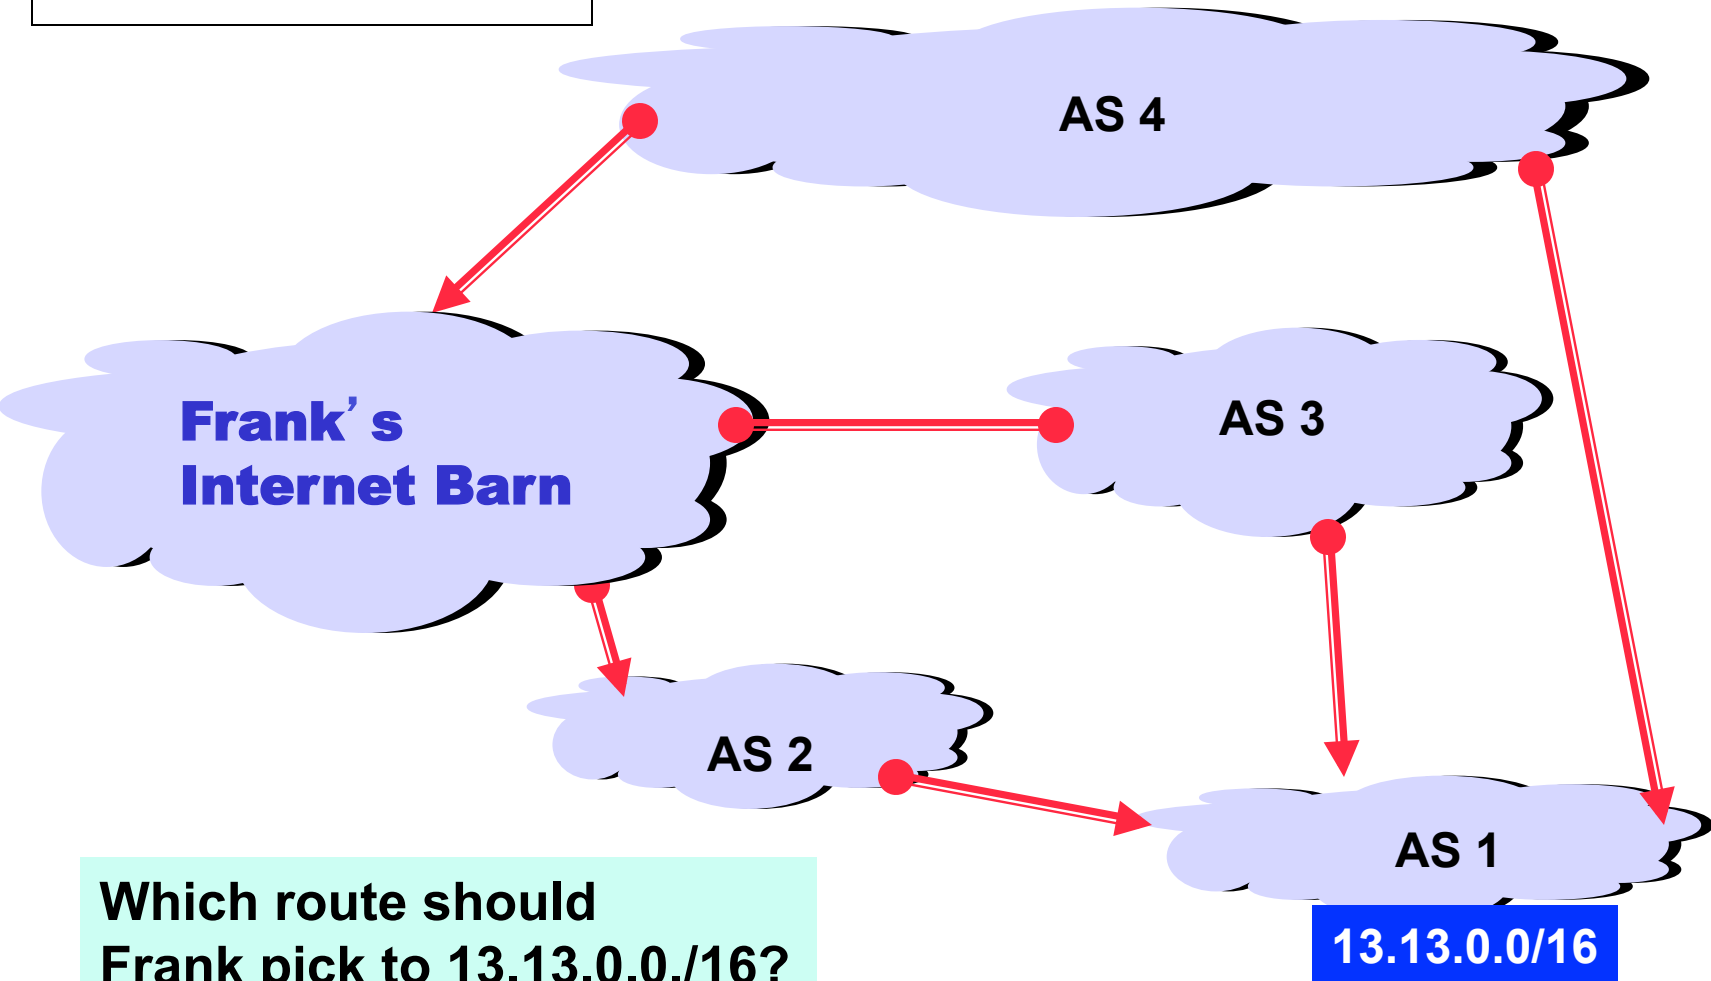 AS 4
Frank’s
Internet Barn
AS 3
AS 2
AS 1
Which route should
Frank pick to 13.13.0.0./16?
13.13.0.0/16